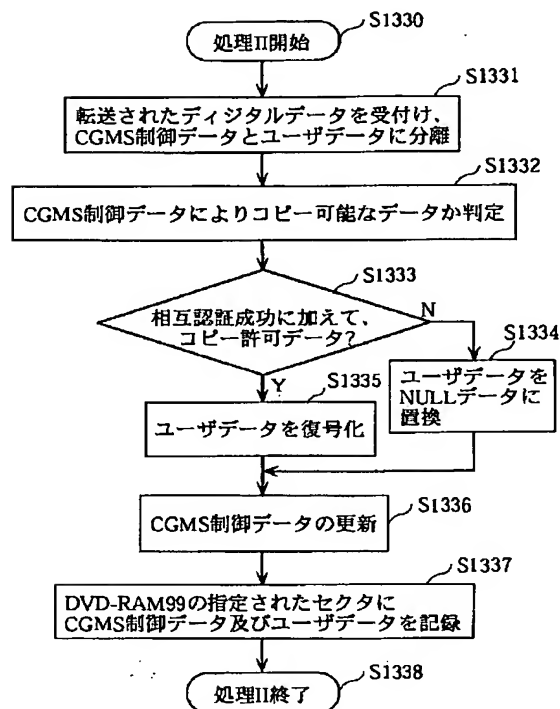 S1330
処理II開始
S1331
転送されたディジタルデータを受付け、
CGMS制御データとユーザデータに分離
S1332
CGMS制御データによりコピー可能なデータか判定
S1333
相互認証成功に加えて、
コピー許可データ?
N
S1334
ユーザデータを
NULLデータに
置換
Y
S1335
ユーザデータを復号化
S1336
CGMS制御データの更新
S1337
DVD-RAM99の指定されたセクタに
CGMS制御データ及びユーザデータを記録
S1338
処理II終了